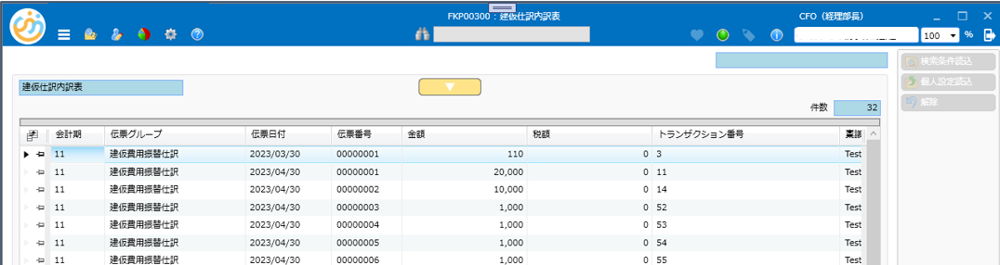 FKP00300：建仮仕訳内訳表 CFO（経理部長）
100 %
検索条件読込
建仮仕訳内訳表 個人設定読込
件数 32 解除
会計期 伝票グループ 伝票日付 伝票番号 金額 税額 トランザクション番号
11 建仮費用振替仕訳 2023/03/30 00000001 110 0 3 Test
11 建仮費用振替仕訳 2023/04/30 00000001 20,000 0 11 Test
11 建仮費用振替仕訳 2023/04/30 00000002 10,000 0 14 Test
11 建仮費用振替仕訳 2023/04/30 00000003 1,000 0 52 Test
11 建仮費用振替仕訳 2023/04/30 00000004 1,000 0 53 Test
11 建仮費用振替仕訳 2023/04/30 00000005 1,000 0 54 Test
11 建仮費用振替仕訳 2023/04/30 00000006 1,000 0 55 Test